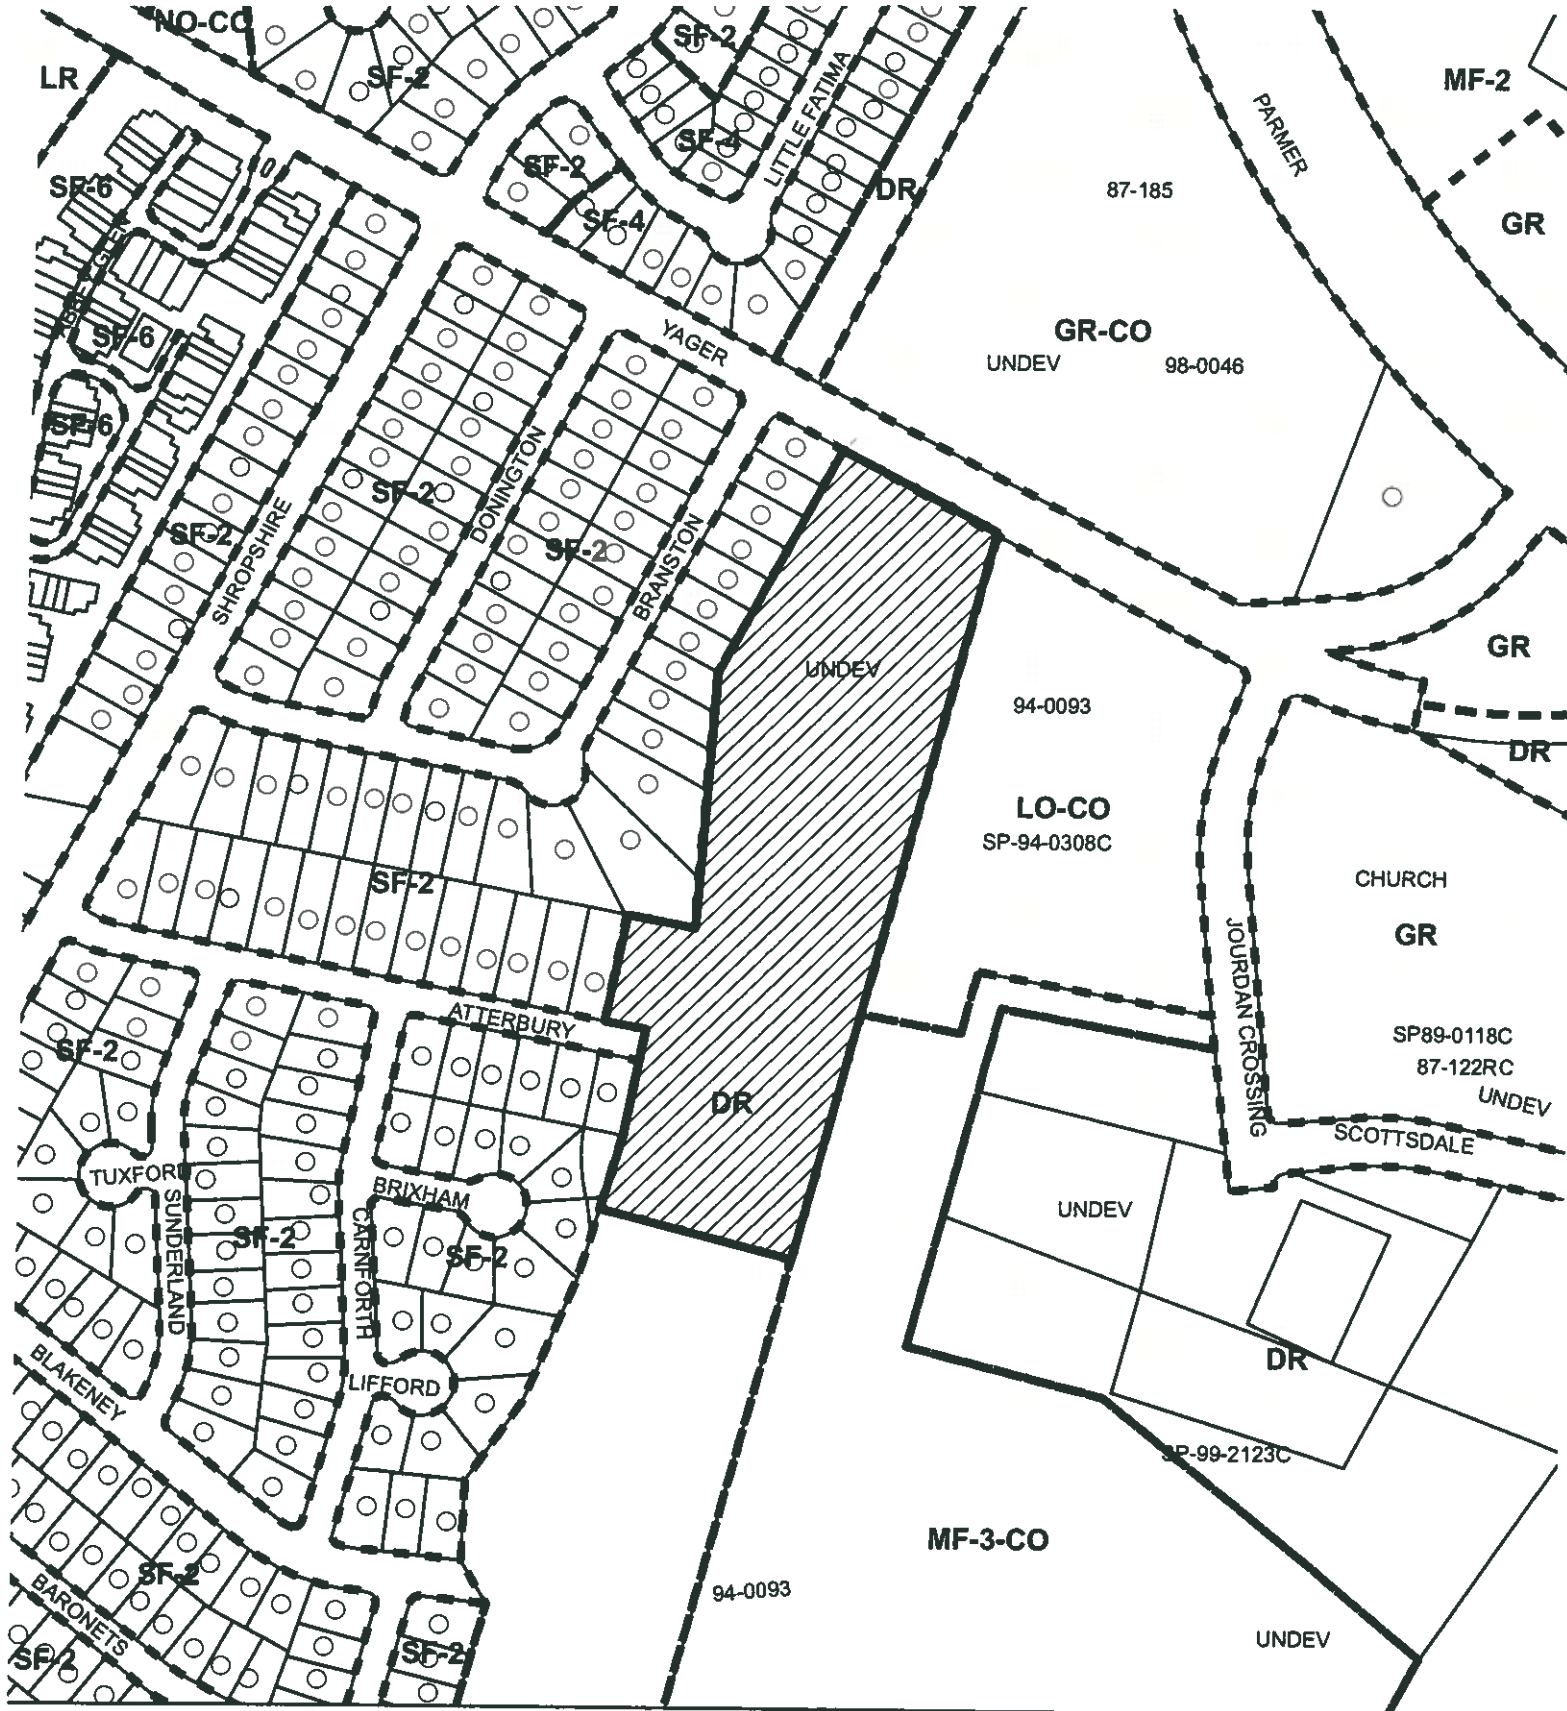 NO-CO
SF-2
LR
SF-2
LITTLE FATIMA
MF-2
PARMER
SF-4
SF-2
SF-6
DR
87-185
SF-4
GR
ABBEY GLEN
YAGER
GR-CO
SF-6
UNDEV
98-0046
SF-6
DONINGTON
SF-2
SF-2
SHROPSHIRE
SF-2
BRANSTON
UNDEV
GR
94-0093
DR
LO-CO
SP-94-0308C
SF-2
CHURCH
GR
JOURDAN CROSSING
ATTERBURY
SP89-0118C
SF-2
87-122RC
UNDEV
DR
SCOTTSDALE
TUXFORD
BRIXHAM
SUNDERLAND
CARNFORTH
UNDEV
SF-2
SF-2
BLAKENEY
LIFFORD
DR
SP-99-2123C
MF-3-CO
SF-2
94-0093
BARONETS
UNDEV
SF-2
SF-2